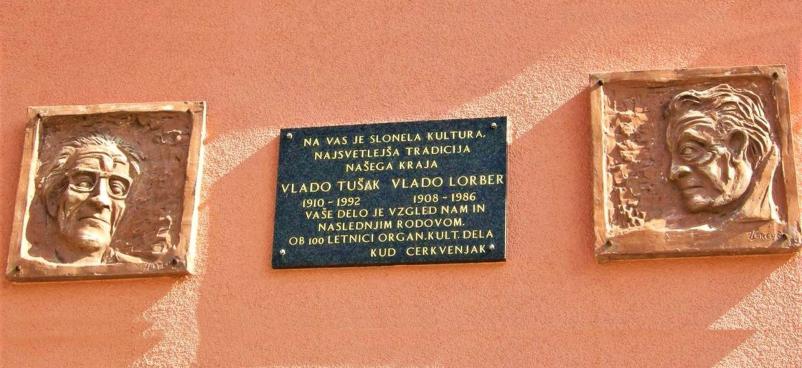 NA VAS JE SLONELA KULTURA,
NAJSVETLEJŠA TRADICIJA
NAŠEGA KRAJA
VLADO TUŠAK VLADO LORBER
1910 - 1992 1908 - 1986
VAŠE DELO JE VZGLED NAM IN
NASLEDNJIM RODOVOM.
OB 100 LETNICI ORGAN. KULT. DELA
KUD CERKVENJAK